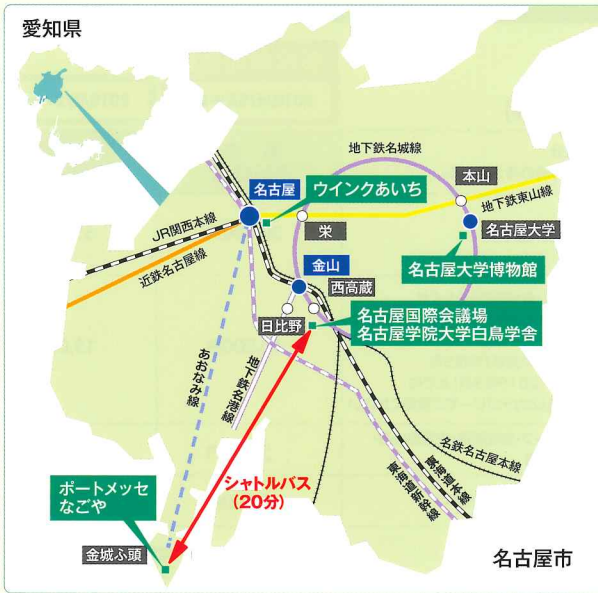 愛知県
地下鉄名城線
本山
名古屋
ウインクあいち
地下鉄東山線
栄
名古屋大学
JR関西本線
近鉄名古屋線
金山
西高蔵
名古屋大学博物館
日比野
名古屋国際会議場
名古屋学院大学白鳥学舎
あおなみ線
地下鉄名港線
名鉄名古屋本線
東海道本線
東海道新幹線
シャトルバス
(20分)
ポートメッセ
なごや
金城ふ頭
名古屋市